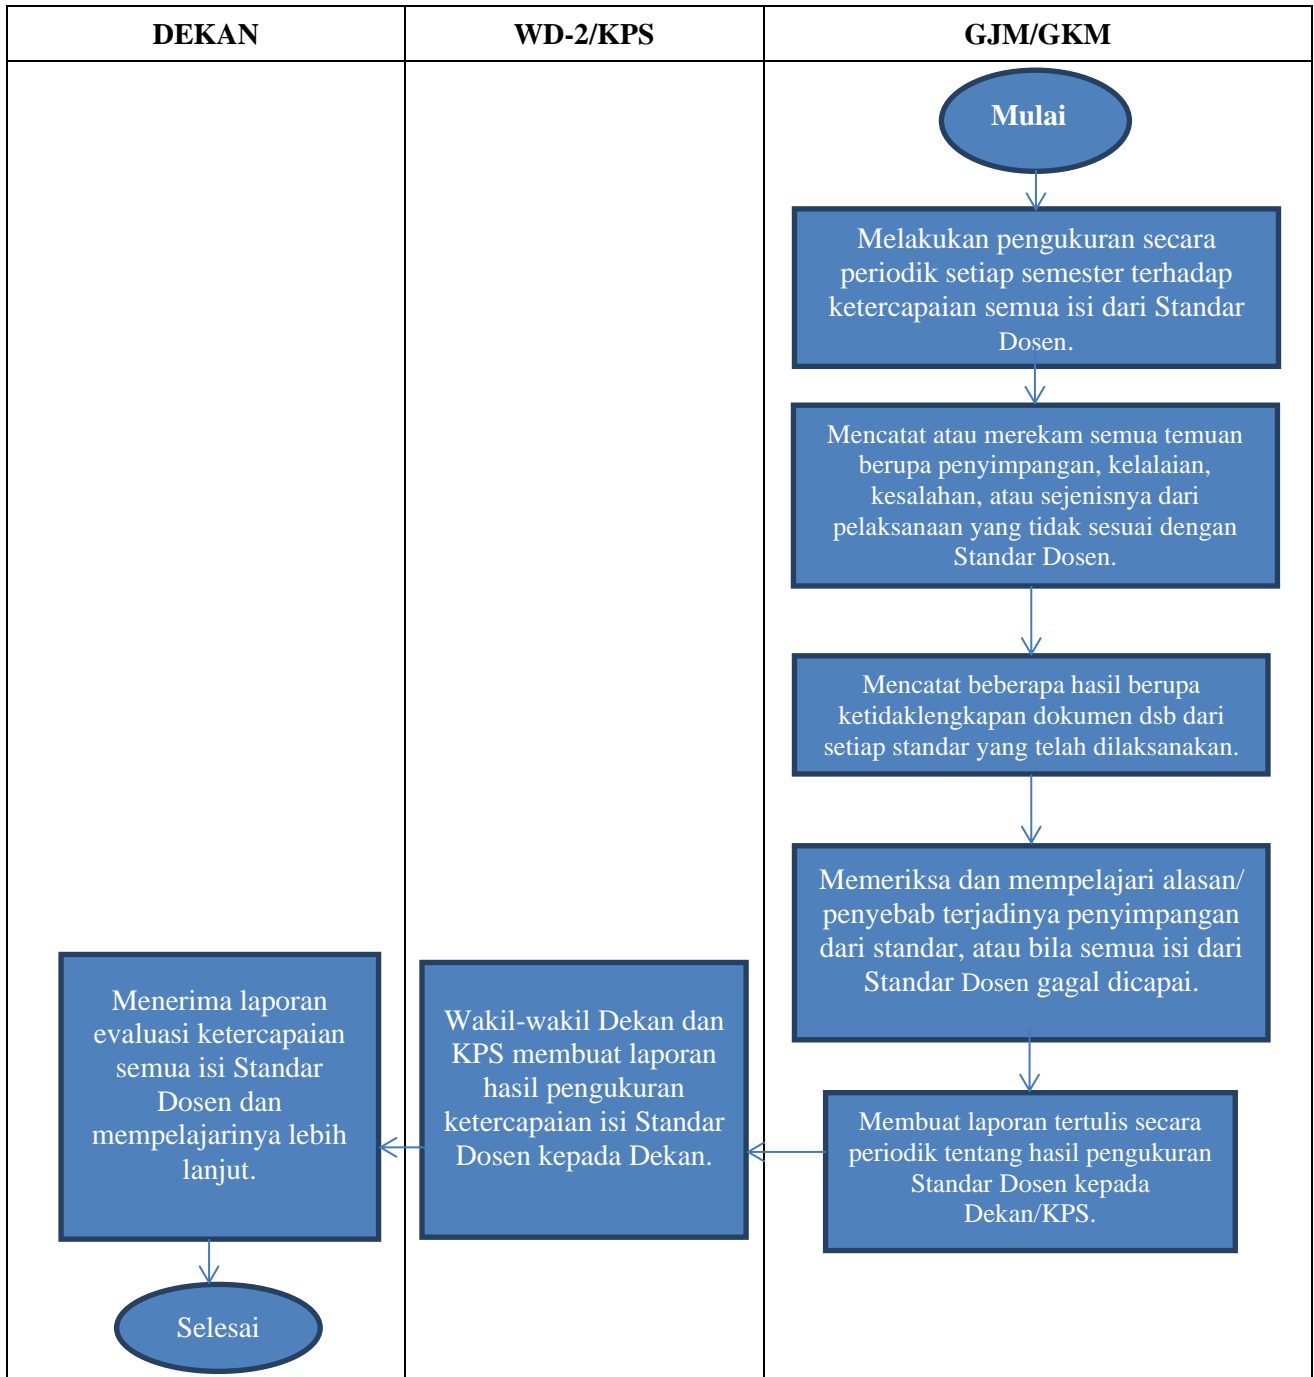 DEKAN
WD-2/KPS
GJM/GKM
Mulai
Melakukan pengukuran secara
periodik setiap semester terhadap
ketercapaian semua isi dari Standar
Dosen.
Mencatat atau merekam semua temuan
berupa penyimpangan, kelalaian,
kesalahan, atau sejenisnya dari
pelaksanaan yang tidak sesuai dengan
Standar Dosen.
Mencatat beberapa hasil berupa
ketidaklengkapan dokumen dsb dari
setiap standar yang telah dilaksanakan.
Memeriksa dan mempelajari alasan/
penyebab terjadinya penyimpangan
dari standar, atau bila semua isi dari
Standar Dosen gagal dicapai.
Membuat laporan tertulis secara
periodik tentang hasil pengukuran
Standar Dosen kepada
Dekan/KPS.
Wakil-wakil Dekan dan
KPS membuat laporan
hasil pengukuran
ketercapaian isi Standar
Dosen kepada Dekan.
Menerima laporan
evaluasi ketercapaian
semua isi Standar
Dosen dan
mempelajarinya lebih
lanjut.
Selesai